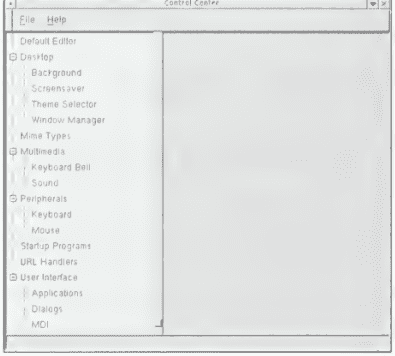 Control Center
File Help
Default Editor
Desktop
Background
Screensaver
Theme Selector
Window Manager
Mime Types
Multimedia
Keyboard Bell
Sound
Peripherals
Keyboard
Mouse
Startup Programs
URL Handlers
User Interface
Applications
Dialogs
MDI